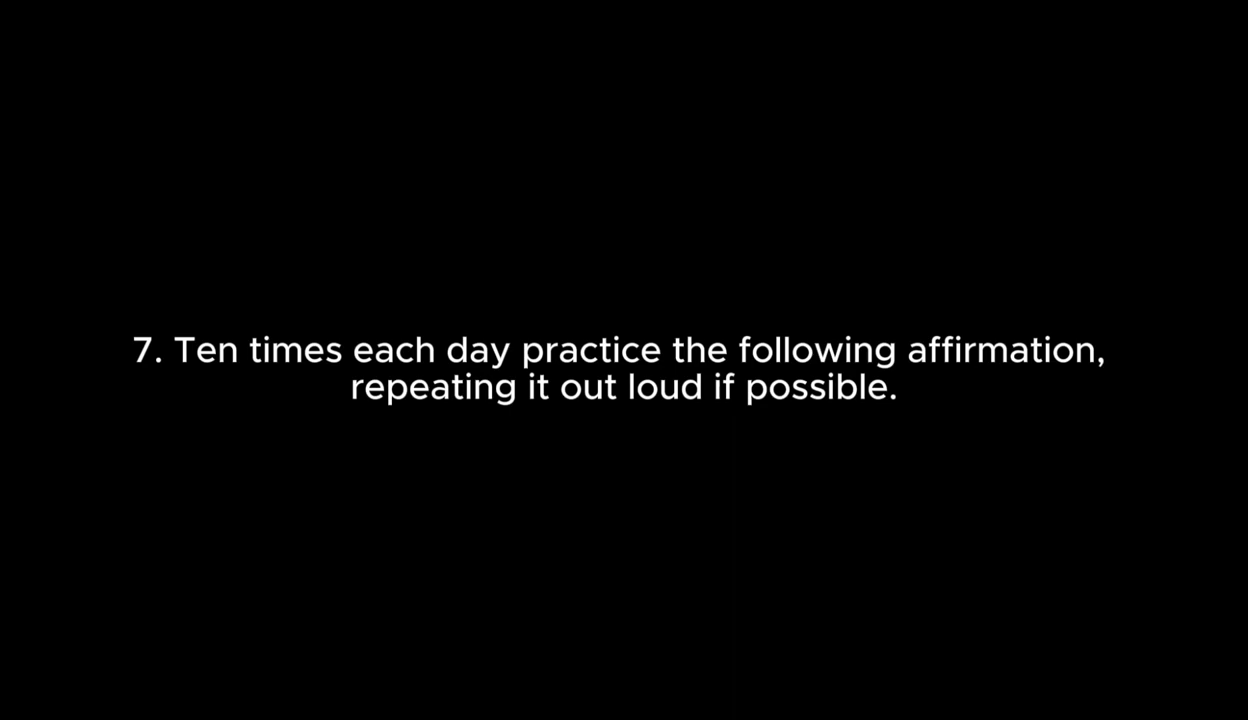 7. Ten times each day practice the following affirmation,
repeating it out loud if possible.